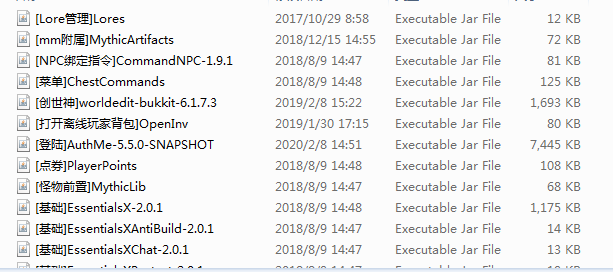 [Lore管理]Lores 2017/10/29 8:58 Executable Jar File 12 KB
[mm附属]MythicArtifacts 2018/12/15 14:55 Executable Jar File 72 KB
[NPC绑定指令]CommandNPC-1.9.1 2018/8/9 14:47 Executable Jar File 81 KB
[菜单]ChestCommands 2018/8/9 14:48 Executable Jar File 125 KB
[创世神]worldedit-bukkit-6.1.7.3 2019/2/8 15:22 Executable Jar File 1,693 KB
[打开离线玩家背包]OpenInv 2019/1/30 17:15 Executable Jar File 80 KB
[登陆]AuthMe-5.5.0-SNAPSHOT 2020/2/8 14:51 Executable Jar File 7,445 KB
[点券]PlayerPoints 2018/8/9 14:48 Executable Jar File 108 KB
[怪物前置]MythicLib 2018/8/9 14:47 Executable Jar File 68 KB
[基础]EssentialsX-2.0.1 2018/8/9 14:48 Executable Jar File 1,175 KB
[基础]EssentialsXAntiBuild-2.0.1 2018/8/9 14:47 Executable Jar File 14 KB
[基础]EssentialsXChat-2.0.1 2018/8/9 14:47 Executable Jar File 13 KB